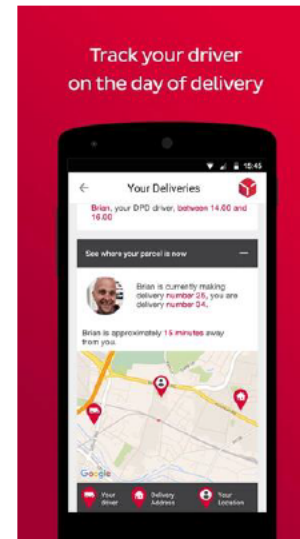 Track your driver
on the day of delivery
15:45
Your Deliveries
Brian, your DPD driver, between 14.00 and
16.00
See where your parcel is now
Brian is currently making
delivery number 25, you are
delivery number 34.
Brian is approximately 15 minutes away
from you.
Google
Your
driver
Delivery
Address
Your
Location